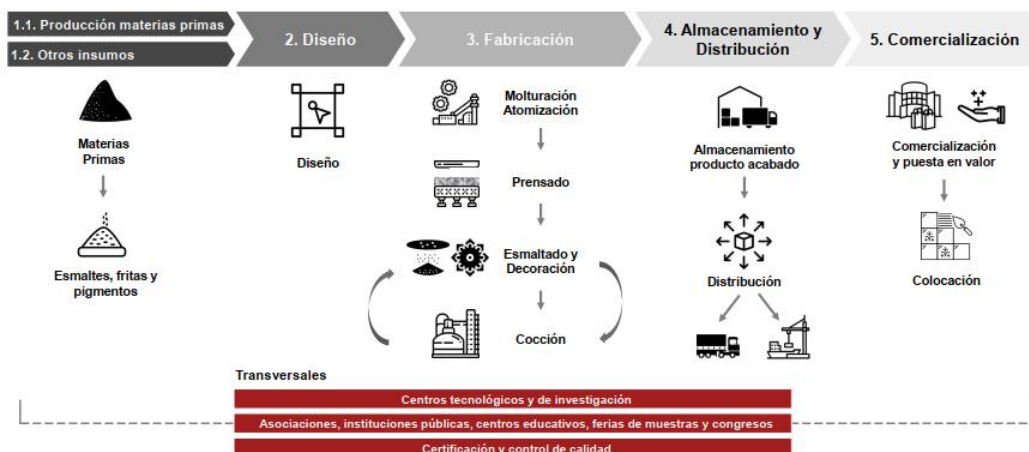 1.1. Producción materias primas
1.2. Otros insumos
2. Diseño
3. Fabricación
4. Almacenamiento y
Distribución
5. Comercialización
Materias
Primas
Esmaltes, fritas y
pigmentos
Diseño
Molturación
Atomización
Prensado
Esmaltado y
Decoración
Cocción
Almacenamiento
producto acabado
Distribución
Comercialización
y puesta en valor
Colocación
Transversales
Centros tecnológicos y de investigación
Asociaciones, instituciones públicas, centros educativos, ferias de muestras y congresos
Certificación y control de calidad